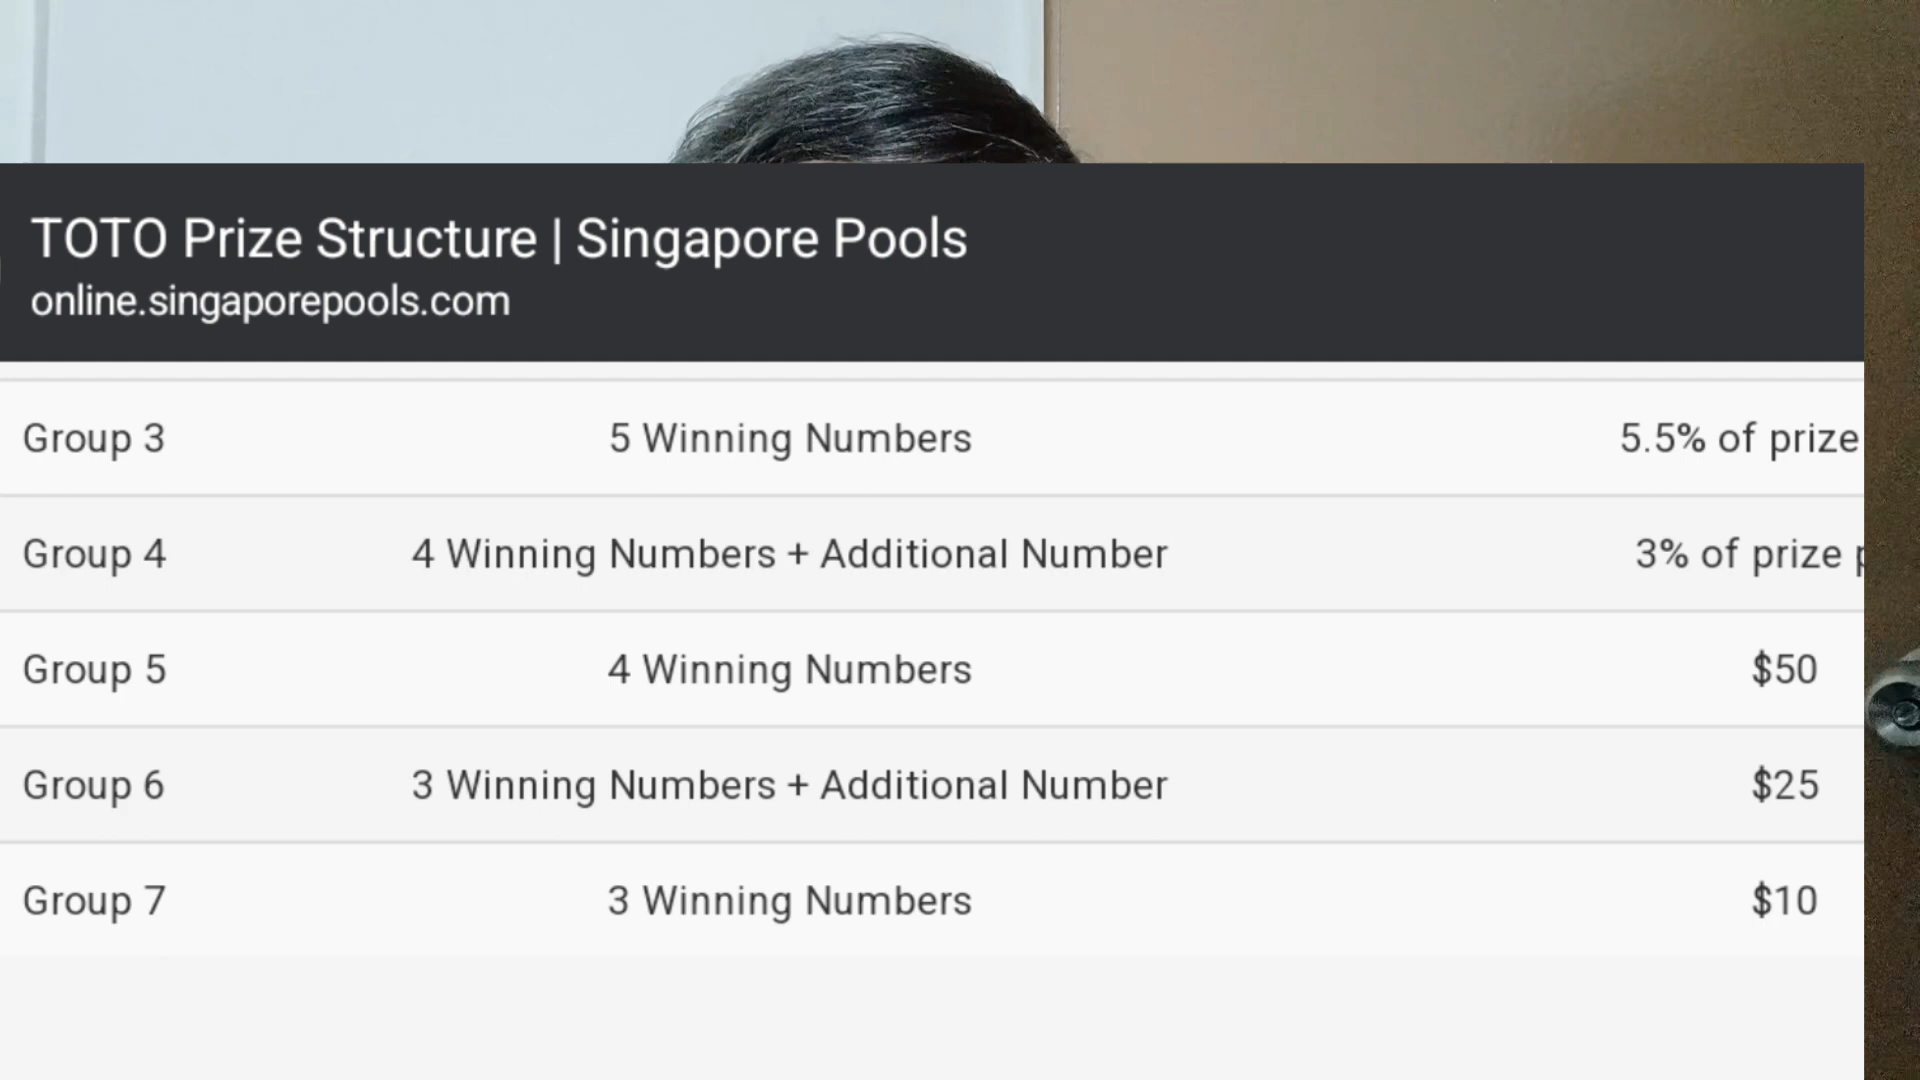 TOTO Prize Structure | Singapore Pools
online.singaporepools.com
Group 3 5 Winning Numbers 5.5% of prize
Group 4 4 Winning Numbers + Additional Number 3% of prize
Group 5 4 Winning Numbers $50
Group 6 3 Winning Numbers + Additional Number $25
Group 7 3 Winning Numbers $10